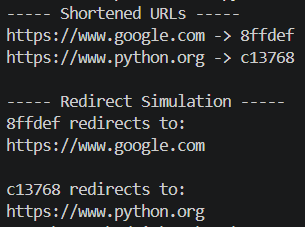 ----- Shortened URLs -----
https://www.google.com -> 8ffdef
https://www.python.org -> c13768
----- Redirect Simulation -----
8ffdef redirects to:
https://www.google.com
c13768 redirects to:
https://www.python.org